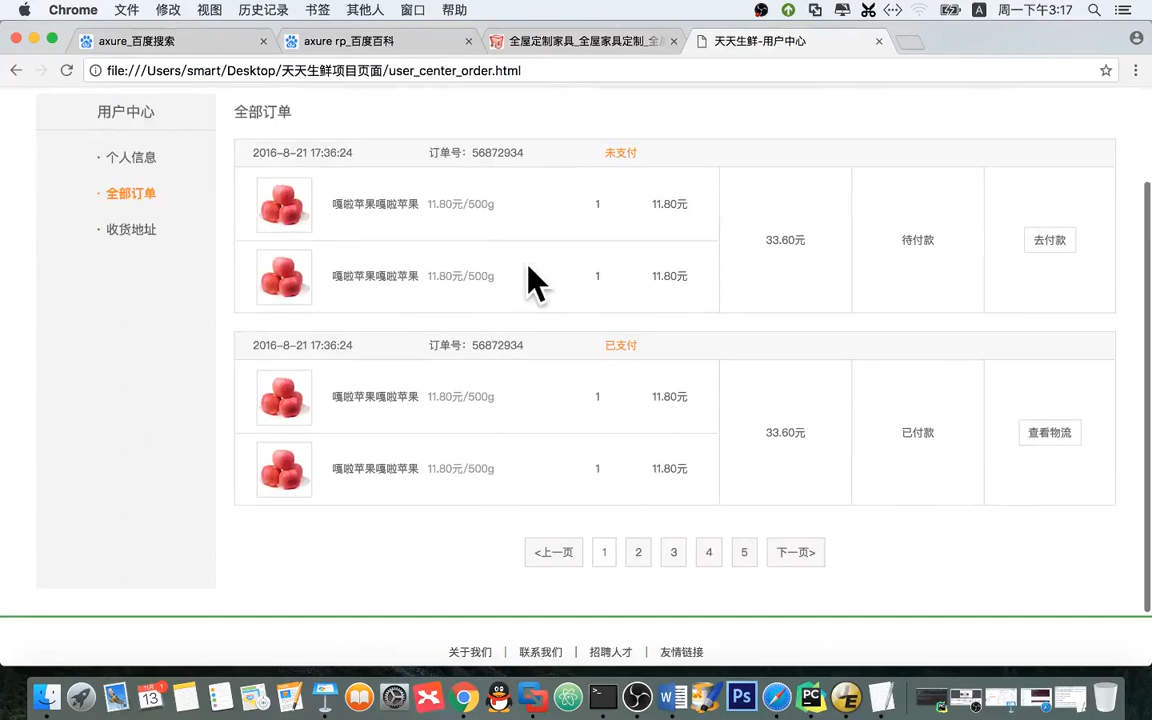 Chrome 文件 修改 视图 历史记录 书签 其他人 窗口 帮助 A 周一下午3:17
axure_百度搜索 axure rp_百度百科 全屋定制家具_全屋家具定制_全 天天生鲜-用户中心
file:///Users/smart/Desktop/天天生鲜项目页面/user_center_order.html
用户中心
· 个人信息
· 全部订单
· 收货地址
全部订单
2016-8-21 17:36:24 订单号：56872934 未支付
嘎啦苹果嘎啦苹果 11.80元/500g 1 11.80元
33.60元 待付款 去付款
嘎啦苹果嘎啦苹果 11.80元/500g 1 11.80元
2016-8-21 17:36:24 订单号：56872934 已支付
嘎啦苹果嘎啦苹果 11.80元/500g 1 11.80元
33.60元 已付款 查看物流
嘎啦苹果嘎啦苹果 11.80元/500g 1 11.80元
<上一页 1 2 3 4 5 下一页>
关于我们 | 联系我们 | 招聘人才 | 友情链接
13 Ps PC